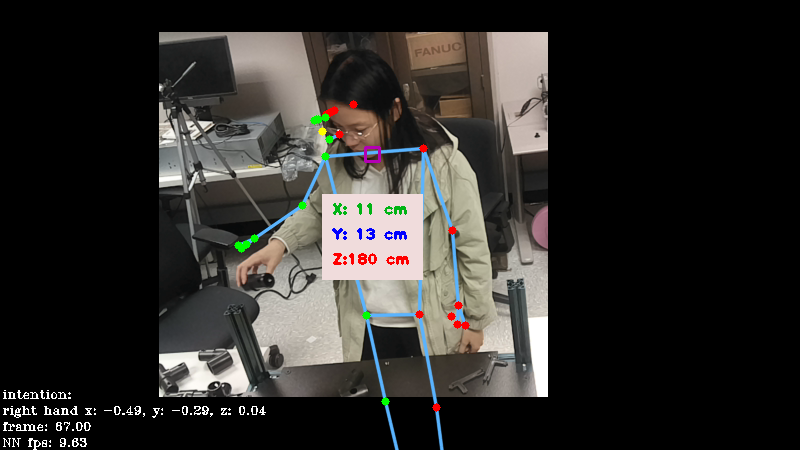 FANUC
X: 11 cm
Y: 13 cm
Z:180 cm
intention:
right hand x: -0.49, y: -0.29, z: 0.04
frame: 67.00
NN fps: 9.63